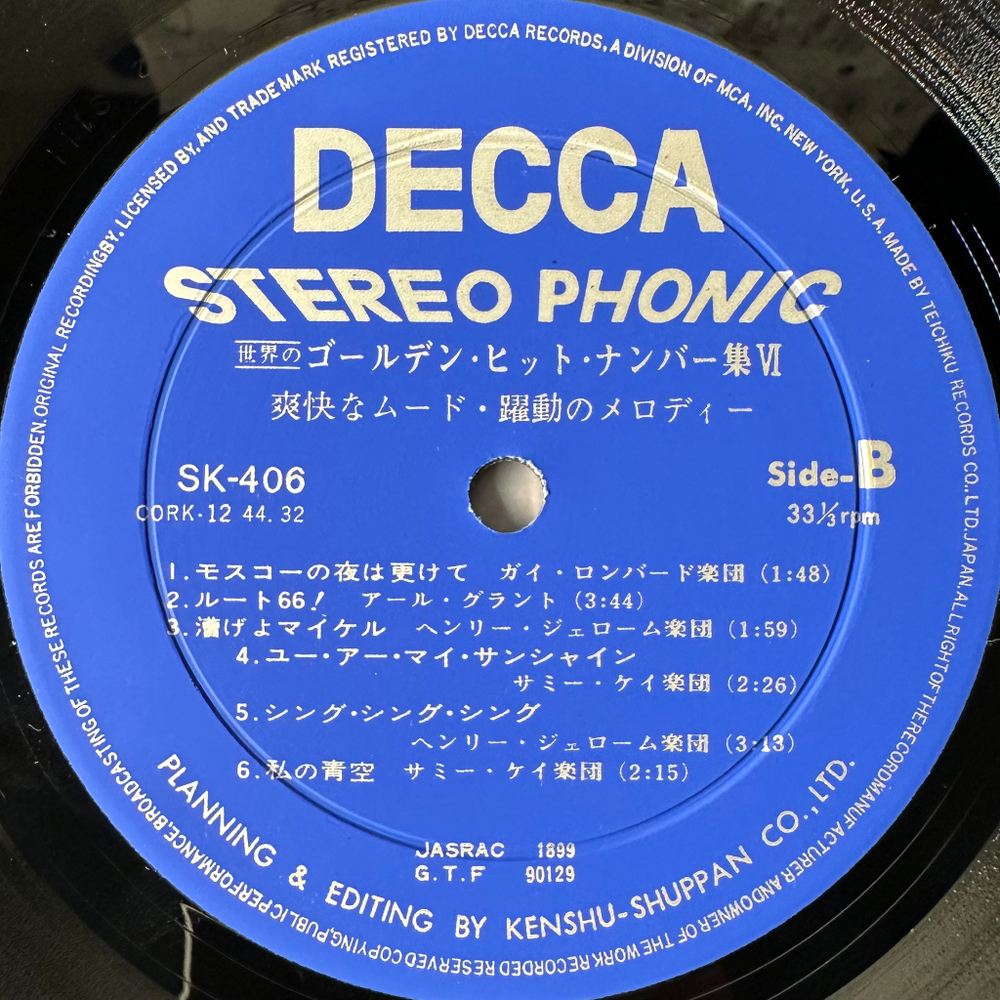 DECCA
STEREO PHONIC
世界の ゴールデン・ヒット・ナンバー集Ⅵ
爽快なムード・躍動のメロディー
SK-406
CORK・12 44. 32
Side-B
33⅓rpm
1. モスコーの夜は更けて ガイ・ロンバード楽団 (1:48)
2. ルート66! アール・グラント (3:44)
3. 漕げよマイケル ヘンリー・ジェローム楽団 (1:59)
4. ユー・アー・マイ・サンシャイン
サミー・ケイ楽団 (2:26)
5. シング・シング・シング
ヘンリー・ジェローム楽団 (3:13)
6. 私の青空 サミー・ケイ楽団 (2:15)
JASRAC 1899
G.T.F 90129
PLANNING & EDITING BY KENSHU-SHUPPAN CO., LTD.
LICENSED BY, AND TRADE MARK REGISTERED BY DECCA RECORDS, A DIVISION OF MCA, INC. NEW YORK, U.S.A. MADE BY TEICHIKU RECORDS CO., LTD. JAPAN ALL RIGHT OF THE RECORD MANUFACTURER AND OWNER OF THE WORK RECORDED RESERVED COPYING, PUBLIC PERFORMANCE, BROADCASTING OF THESE RECORDS ARE FORBIDDEN. ORIGINAL RECORDINGBY.